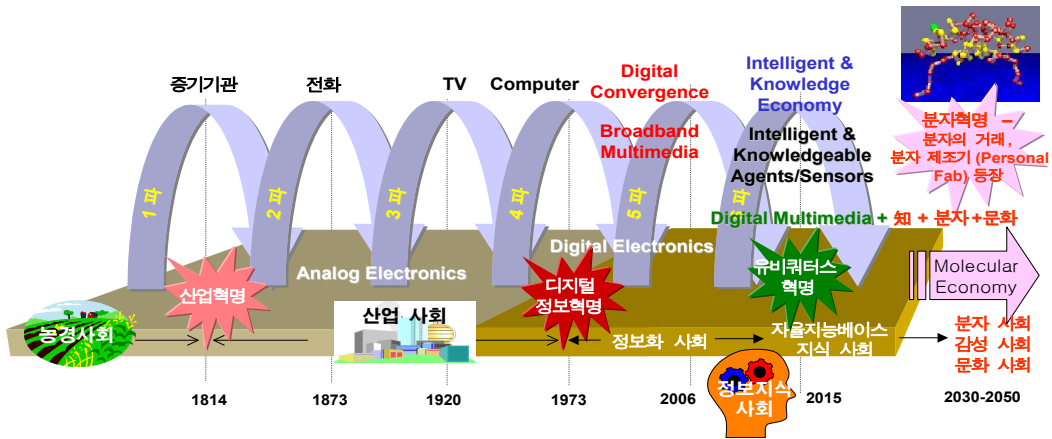 증기기관
전화
TV
Computer
Digital
Convergence
Broadband
Multimedia
Intelligent &
Knowledge
Economy
Intelligent &
Knowledgeable
Agents/Sensors
분자혁명 –
분자의 거래,
분자 제조기 (Personal
Fab) 등장
1파
2파
3파
4파
5파
Digital Multimedia + 知 + 분자+문화
Analog Electronics
Digital Electronics
산업혁명
디지털
정보혁명
유비쿼터스
혁명
Molecular
Economy
농경사회
산업 사회
정보화 사회
자율지능베이스
지식 사회
분자 사회
감성 사회
문화 사회
정보지식
사회
1814
1873
1920
1973
2006
2015
2030-2050